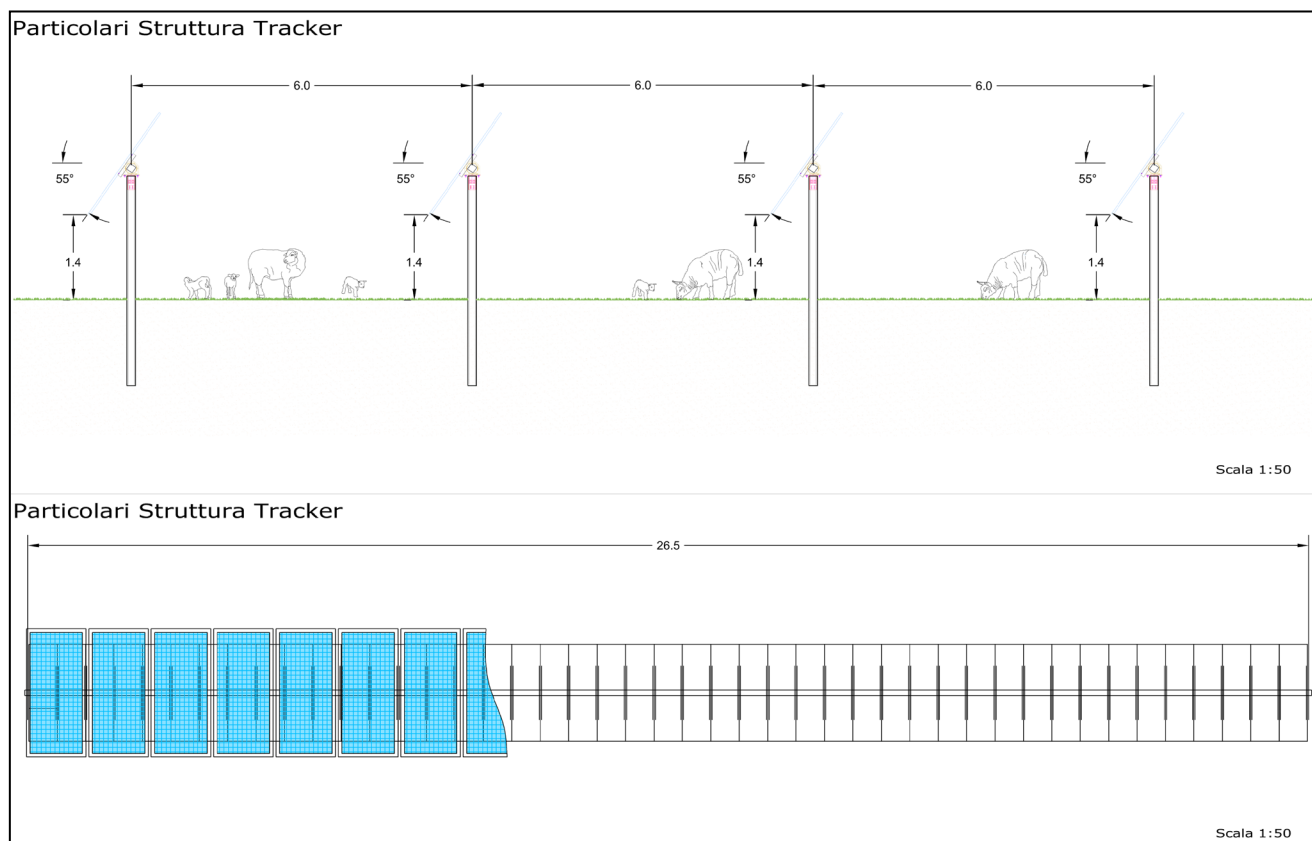 Particolari Struttura Tracker
6.0 6.0 6.0
55° 55° 55° 55°
1.4 1.4 1.4 1.4
Scala 1:50
Particolari Struttura Tracker
26.5
Scala 1:50